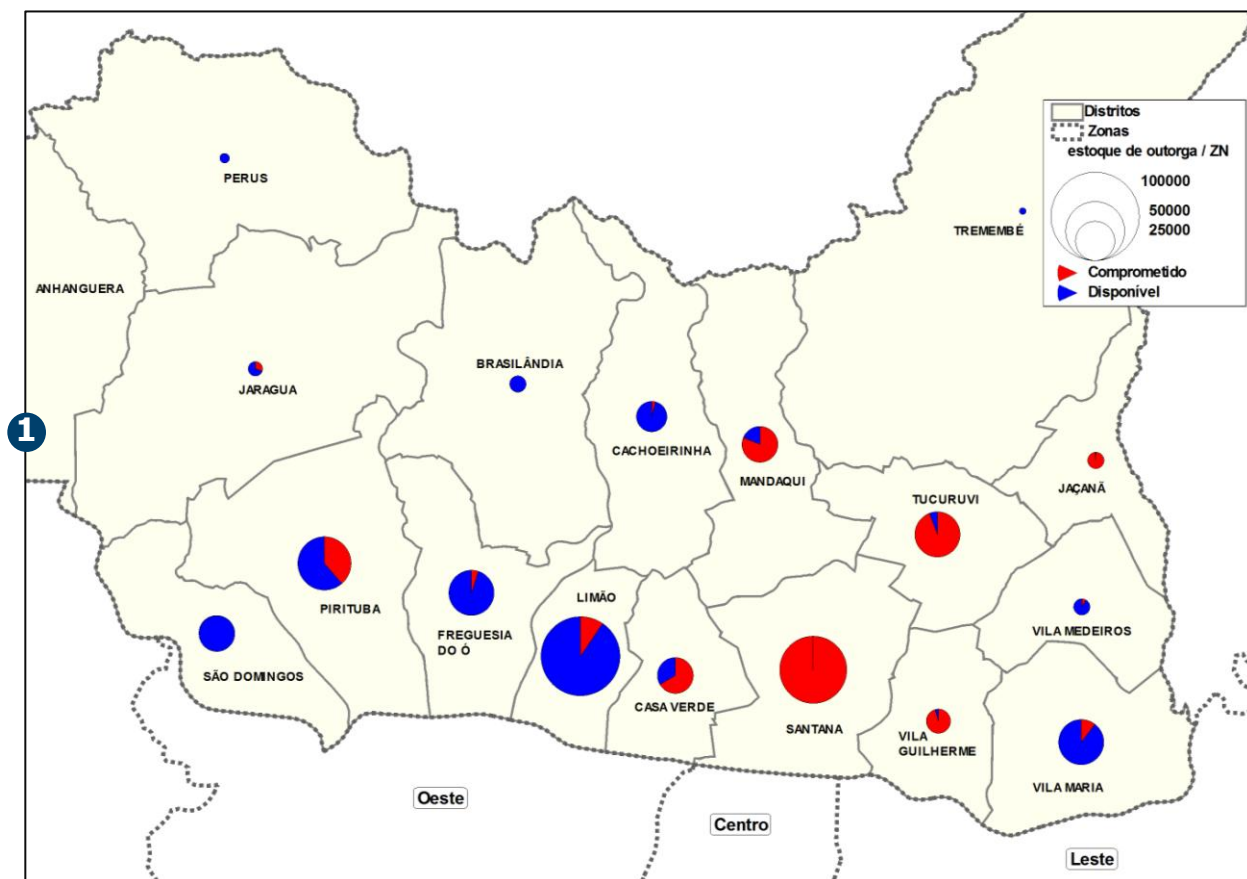 Distritos
Zonas
estoque de outorga / ZN
100000
50000
25000
Comprometido
Disponível
PERUS
TREMEMBÉ
ANHANGUERA
JARAGUA
BRASILÂNDIA
1
CACHOEIRINHA
MANDAQUI
TUCURUVI
JAÇANÃ
PIRITUBA
FREGUESIA
DO Ó
LIMÃO
VILA MEDEIROS
SÃO DOMINGOS
CASA VERDE
SANTANA
VILA
GUILHERME
VILA MARIA
Oeste
Centro
Leste